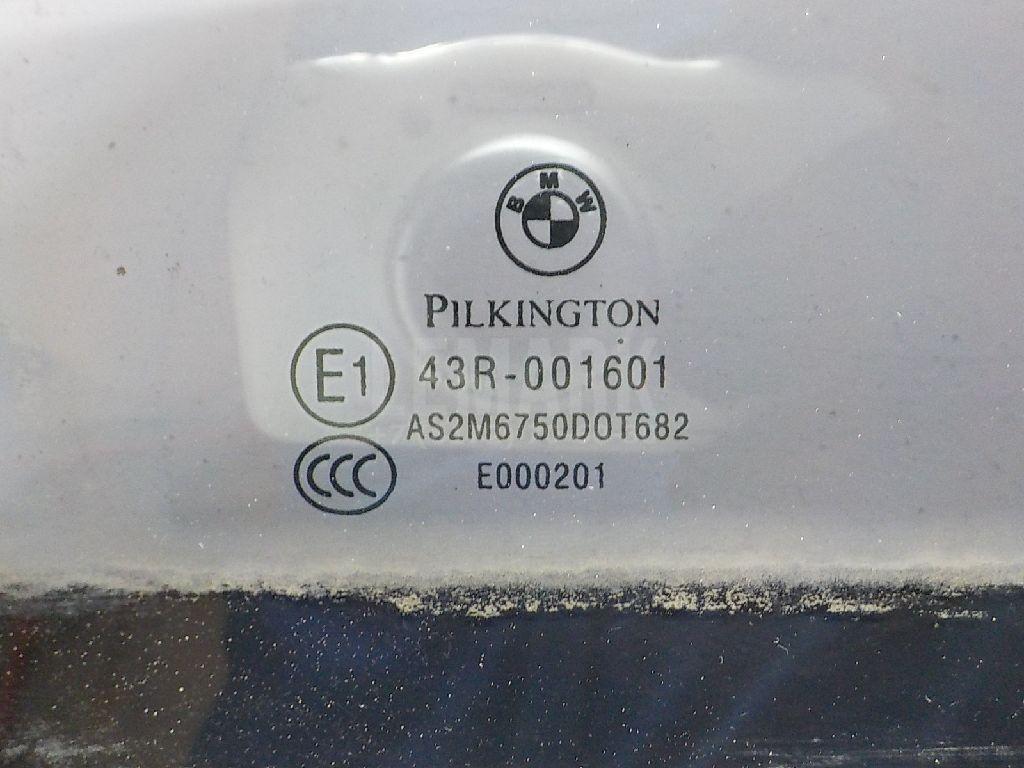 BMW
PILKINGTON
E1 43R-001601
AS2M6750DOT682
CCC E000201